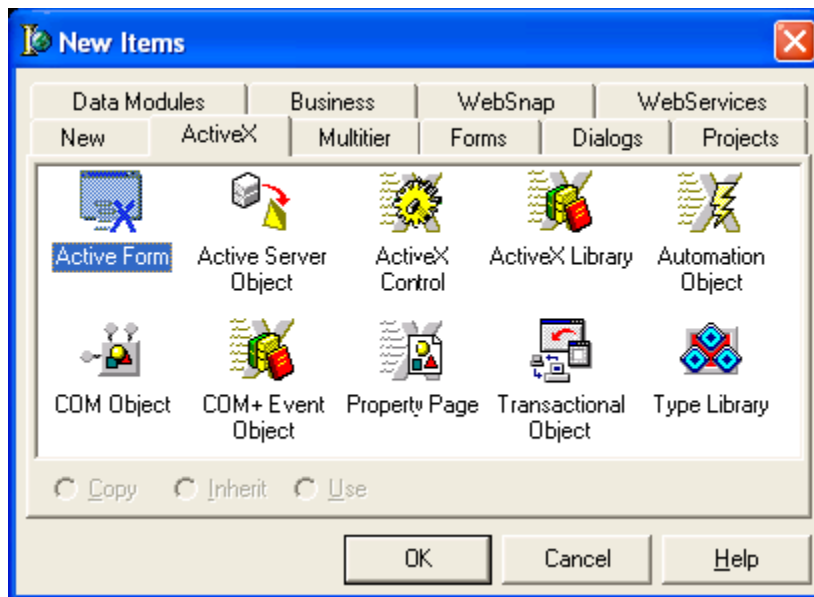 New Items
Data Modules Business WebSnap WebServices
New ActiveX Multitier Forms Dialogs Projects
Active Form Active Server ActiveX ActiveX Library Automation
Object Control Object
COM Object COM+ Event Property Page Transactional Type Library
Object Object
Copy Inherit Use
OK Cancel Help